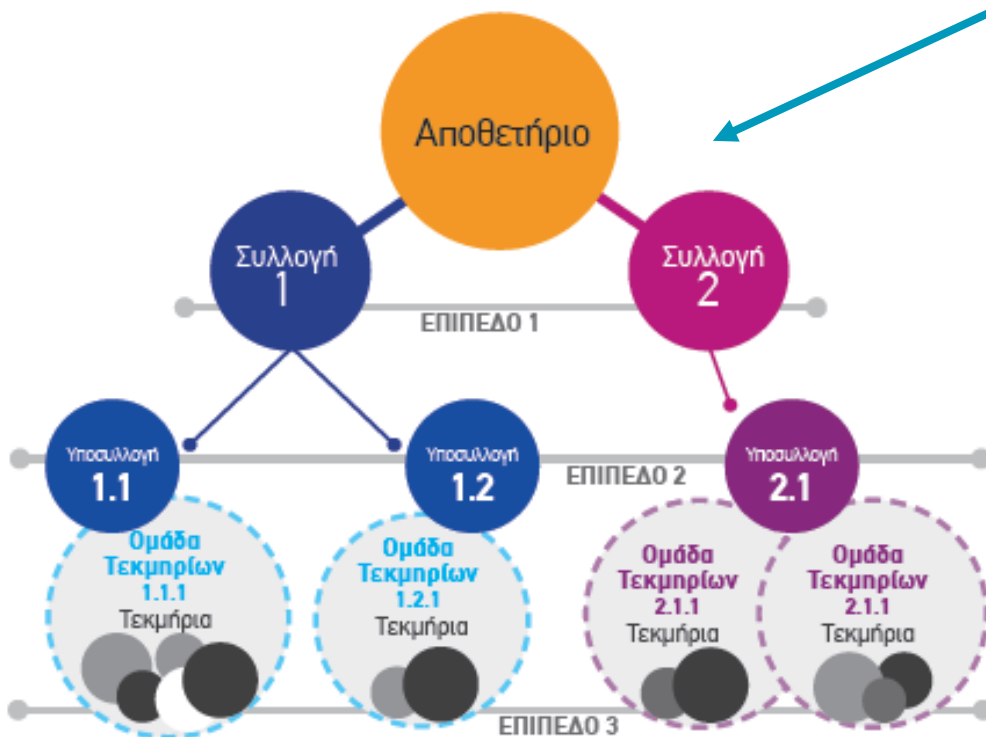 Αποθετήριο
Συλλογή
1
Συλλογή
2
ΕΠΙΠΕΔΟ 1
Υποσυλλογή
1.1
Υποσυλλογή
1.2
Υποσυλλογή
2.1
ΕΠΙΠΕΔΟ 2
Ομάδα
Τεκμηρίων
1.1.1
Τεκμήρια
Ομάδα
Τεκμηρίων
1.2.1
Τεκμήρια
Ομάδα
Τεκμηρίων
2.1.1
Τεκμήρια
Ομάδα
Τεκμηρίων
2.1.1
Τεκμήρια
ΕΠΙΠΕΔΟ 3